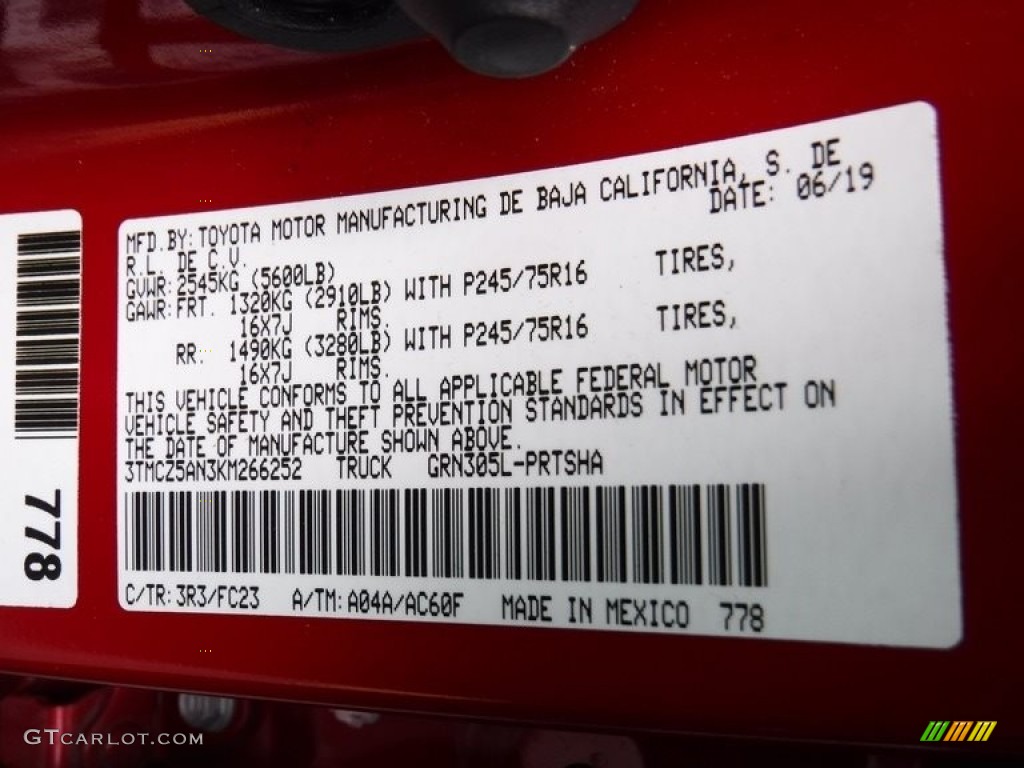 MFD.BY:TOYOTA MOTOR MANUFACTURING DE BAJA CALIFORNIA, S. DE
R.L. DE C.V. DATE: 06/19
GVWR:2545KG (5600LB)
GAWR:FRT. 1320KG (2910LB) WITH P245/75R16 TIRES,
16X7J RIMS.
RR. 1490KG (3280LB) WITH P245/75R16 TIRES,
16X7J RIMS.
THIS VEHICLE CONFORMS TO ALL APPLICABLE FEDERAL MOTOR
VEHICLE SAFETY AND THEFT PREVENTION STANDARDS IN EFFECT ON
THE DATE OF MANUFACTURE SHOWN ABOVE.
3TMCZ5AN3KM266252 TRUCK GRN305L-PRTSHA
C/TR:3R3/FC23 A/TM:A04A/AC60F MADE IN MEXICO 778
778
GTCARLOT.COM